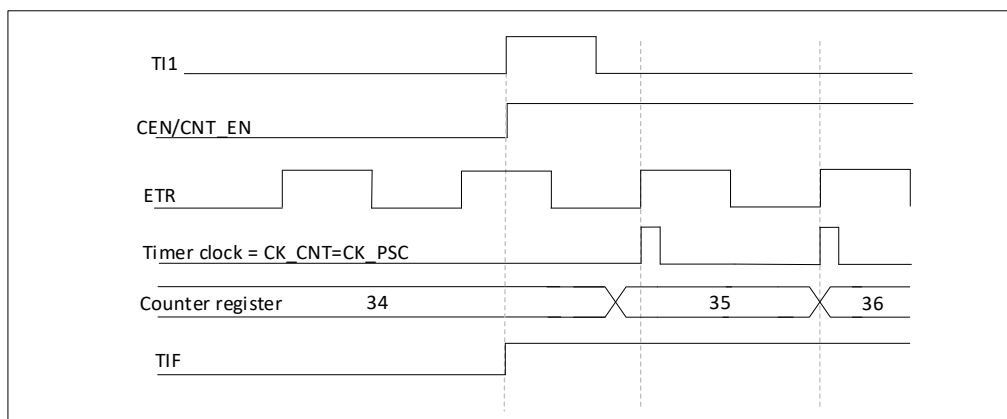 TI1
CEN/CNT_EN
ETR
Timer clock = CK_CNT=CK_PSC
Counter register 34 35 36
TIF